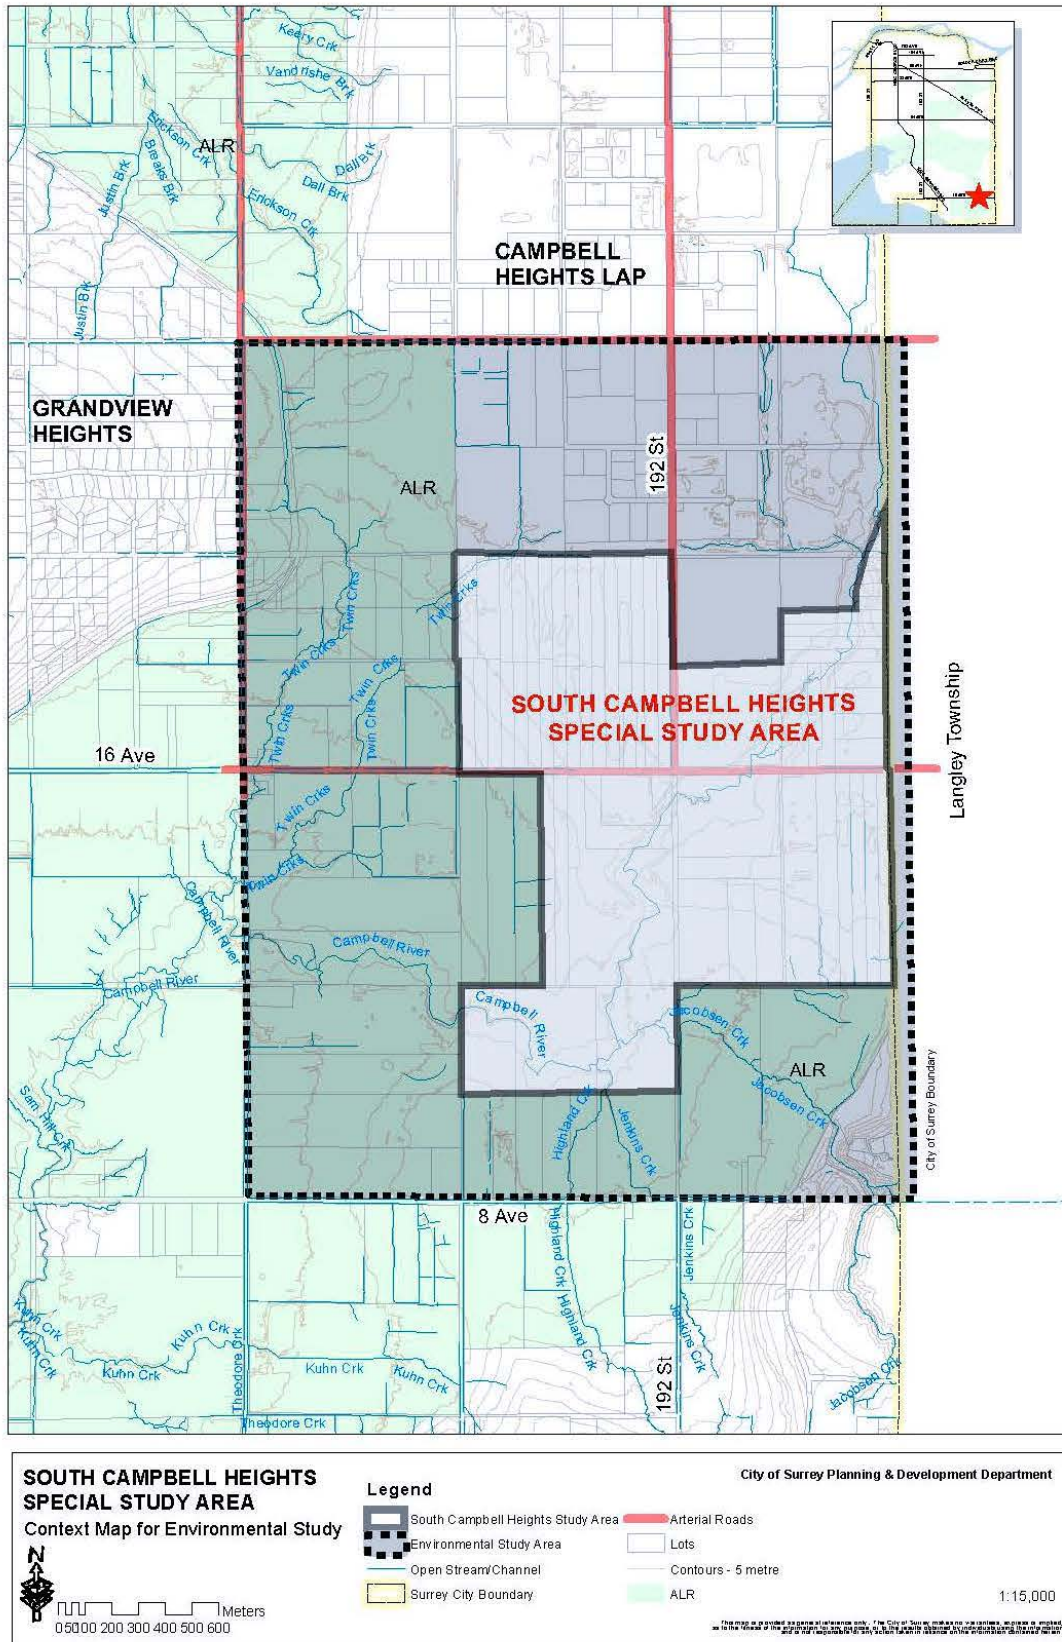 Keery Crk
Vandrishe Brk
Erickson Crk
ALR
Breaks Brk
Justin Brk
Dall Brk
Dall Brk
Erickson Crk
Justin Brk
CAMPBELL
HEIGHTS LAP
GRANDVIEW
HEIGHTS
192 St
ALR
Twin Crks
Twin Crks
Twin Crks
Twin Crks
Twin Crks
Twin Crks
SOUTH CAMPBELL HEIGHTS
SPECIAL STUDY AREA
Langley Township
16 Ave
Twin Crks
Twin Crks
Campbell River
Campbell River
Campbell River
Campbell River
Jacobsen Crk
ALR
Jacobsen Crk
City of Surrey Boundary
Sam Hill Crk
Highland Crk
Jenkins Crk
8 Ave
Highland Crk
Jenkins Crk
Highland Crk
Jenkins Crk
Kuhn Crk
Kuhn Crk
Kuhn Crk
Kuhn Crk
Kuhn Crk
Kuhn Crk
Theodore Crk
192 St
Jacobsen Crk
Theodore Crk
SOUTH CAMPBELL HEIGHTS
SPECIAL STUDY AREA
Context Map for Environmental Study
N
0 50 100 200 300 400 500 600 Meters
Legend
South Campbell Heights Study Area
Environmental Study Area
Open Stream/Channel
Surrey City Boundary
Arterial Roads
Lots
Contours - 5 metre
ALR
City of Surrey Planning & Development Department
1:15,000